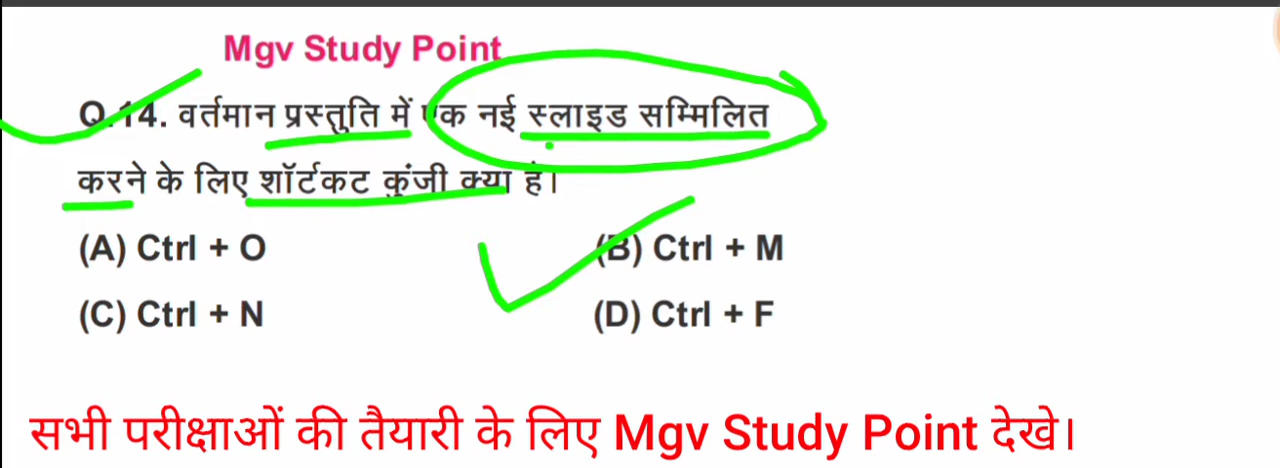 Mgv Study Point
Q.14. वर्तमान प्रस्तुति में एक नई स्लाइड सम्मिलित
करने के लिए शॉर्टकट कुंजी क्या है।
(A) Ctrl + O (B) Ctrl + M
(C) Ctrl + N (D) Ctrl + F
सभी परीक्षाओं की तैयारी के लिए Mgv Study Point देखे।